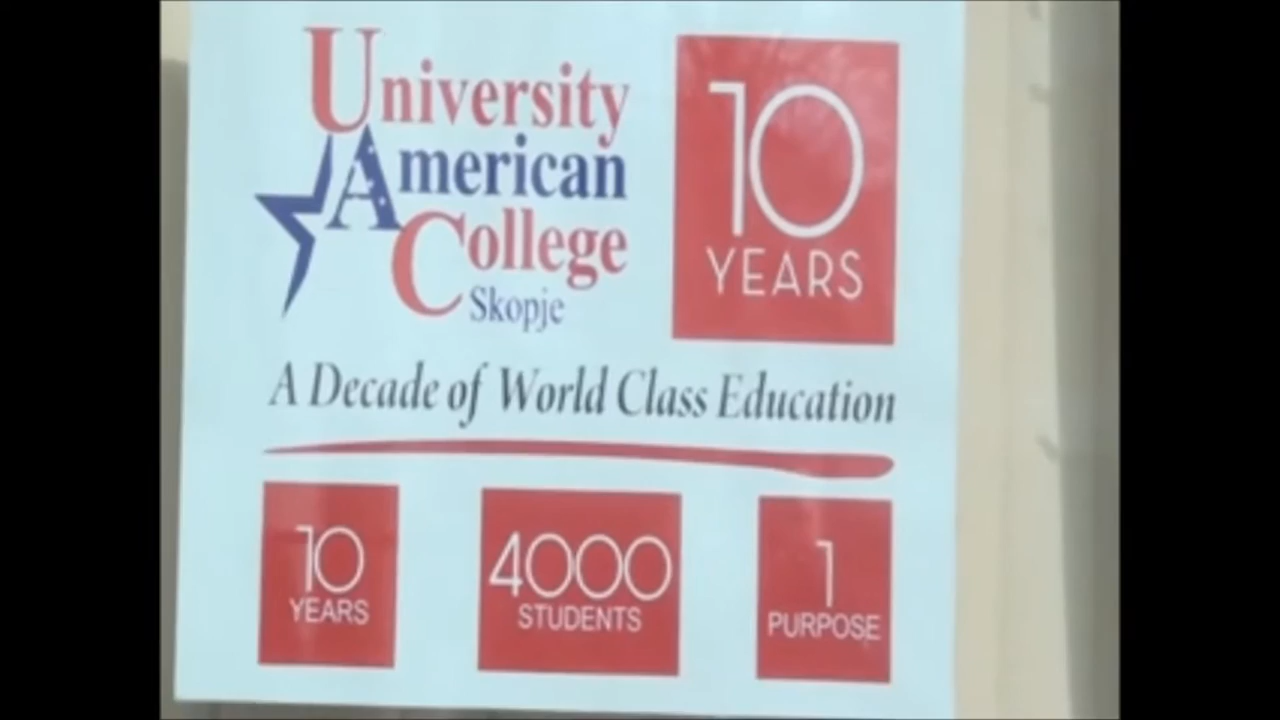 University
American
College
Skopje
10
YEARS
A Decade of World Class Education
10
YEARS
4000
STUDENTS
1
PURPOSE